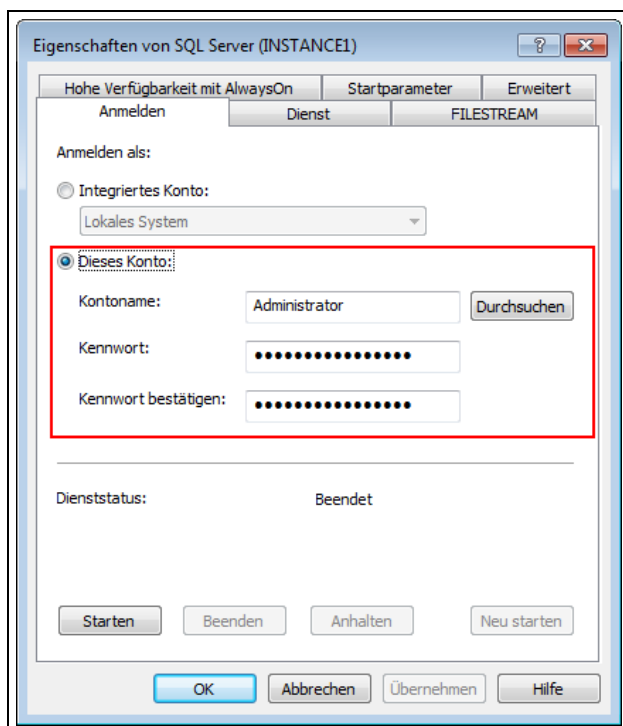 Eigenschaften von SQL Server (INSTANCE1)
Hohe Verfügbarkeit mit AlwaysOn Startparameter Erweitert
Anmelden Dienst FILESTREAM
Anmelden als:
Integriertes Konto:
Lokales System
Dieses Konto:
Kontoname: Administrator Durchsuchen
Kennwort: ●●●●●●●●●●●●●●●●
Kennwort bestätigen: ●●●●●●●●●●●●●●●●
Dienststatus: Beendet
Starten Beenden Anhalten Neu starten
OK Abbrechen Übernehmen Hilfe